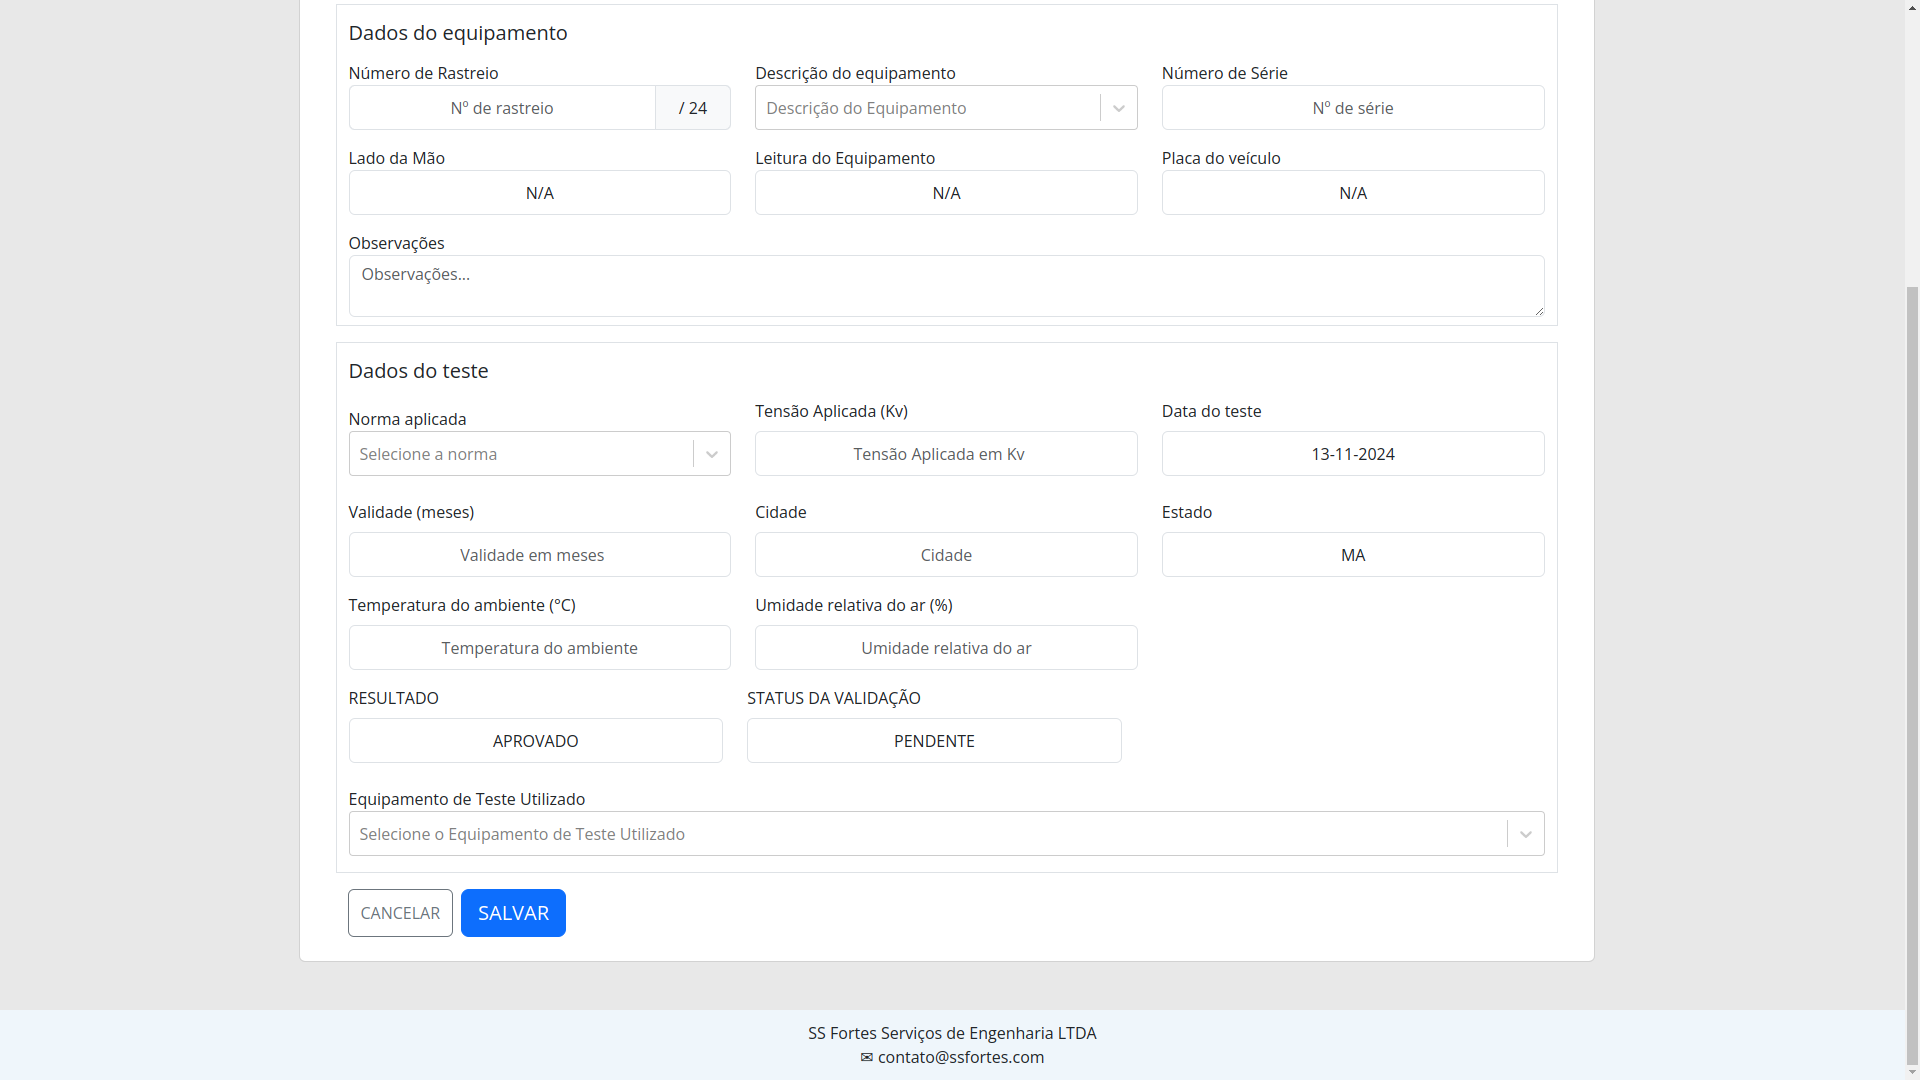 Dados do equipamento
Número de Rastreio
Descrição do equipamento
Número de Série
Nº de rastreio
/ 24
Descrição do Equipamento
Nº de série
Lado da Mão
Leitura do Equipamento
Placa do veículo
N/A
N/A
N/A
Observações
Observações...
Dados do teste
Norma aplicada
Tensão Aplicada (Kv)
Data do teste
Selecione a norma
Tensão Aplicada em Kv
13-11-2024
Validade (meses)
Cidade
Estado
Validade em meses
Cidade
MA
Temperatura do ambiente (°C)
Umidade relativa do ar (%)
Temperatura do ambiente
Umidade relativa do ar
RESULTADO
STATUS DA VALIDAÇÃO
APROVADO
PENDENTE
Equipamento de Teste Utilizado
Selecione o Equipamento de Teste Utilizado
CANCELAR
SALVAR
SS Fortes Serviços de Engenharia LTDA
✉ contato@ssfortes.com